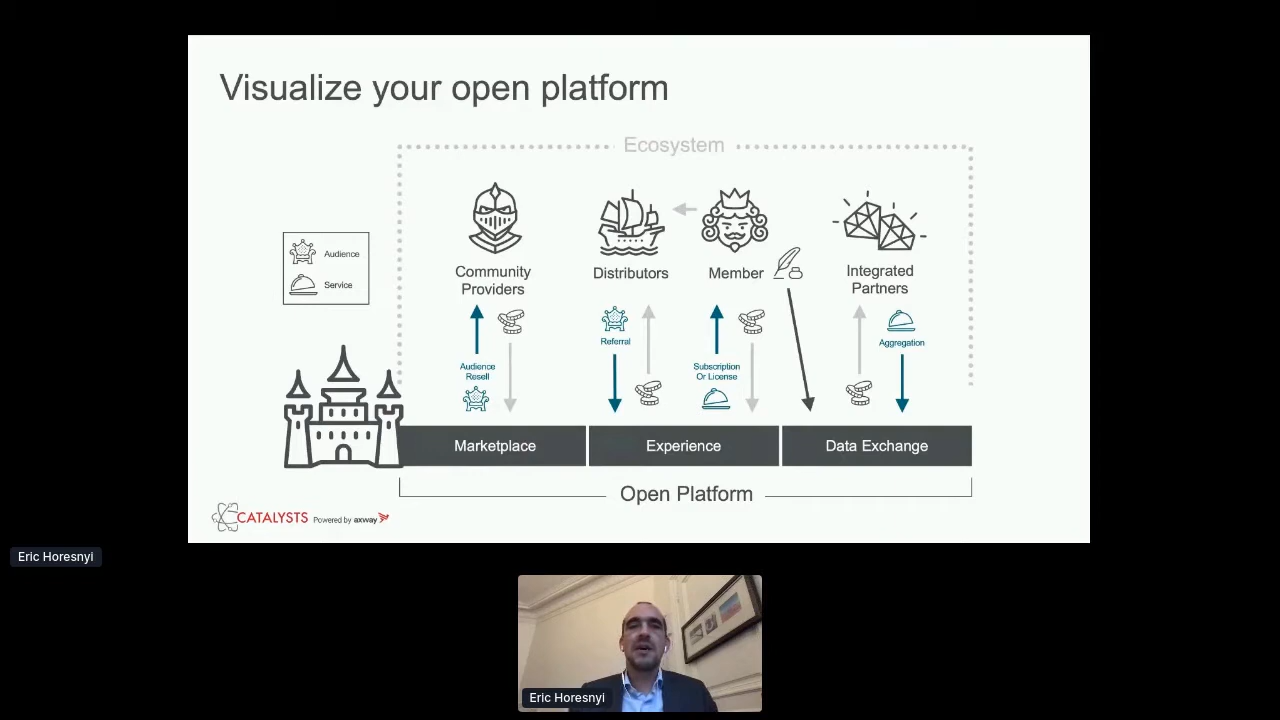 Visualize your open platform
Ecosystem
Audience
Service
Community
Providers
Distributors
Member
Integrated
Partners
Referral
Aggregation
Audience
Resell
Subscription
Or License
Marketplace
Experience
Data Exchange
Open Platform
CATALYSTS Powered by axway
Eric Horesnyi
Eric Horesnyi